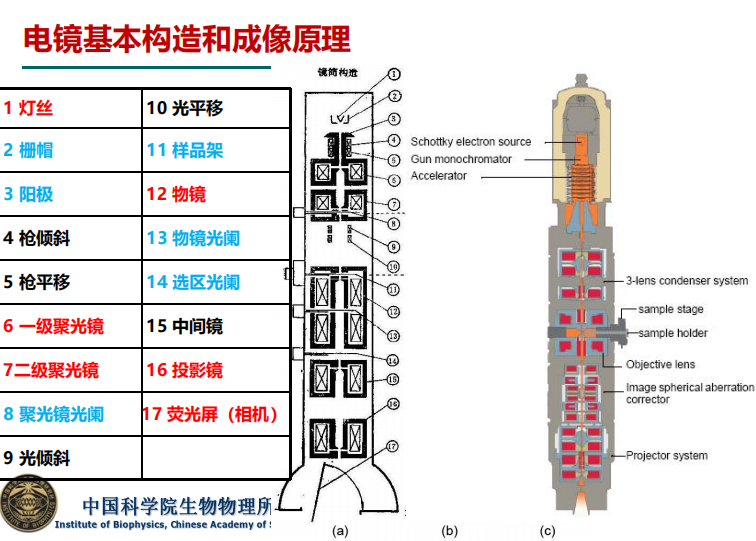 电镜基本构造和成像原理
1 灯丝
10 光平移
2 栅帽
11 样品架
3 阳极
12 物镜
4 枪倾斜
13 物镜光阑
5 枪平移
14 选区光阑
6 一级聚光镜
15 中间镜
7二级聚光镜
16 投影镜
8 聚光镜光阑
17 荧光屏（相机）
9 光倾斜
中国科学院生物物理所
Institute of Biophysics, Chinese Academy of S
镜筒构造
1
2
3
4
5
6
7
8
9
10
11
12
13
14
15
16
17
(a)
(b)
Schottky electron source
Gun monochromator
Accelerator
3-lens condenser system
sample stage
sample holder
Objective lens
Image spherical aberration
corrector
Projector system
(c)